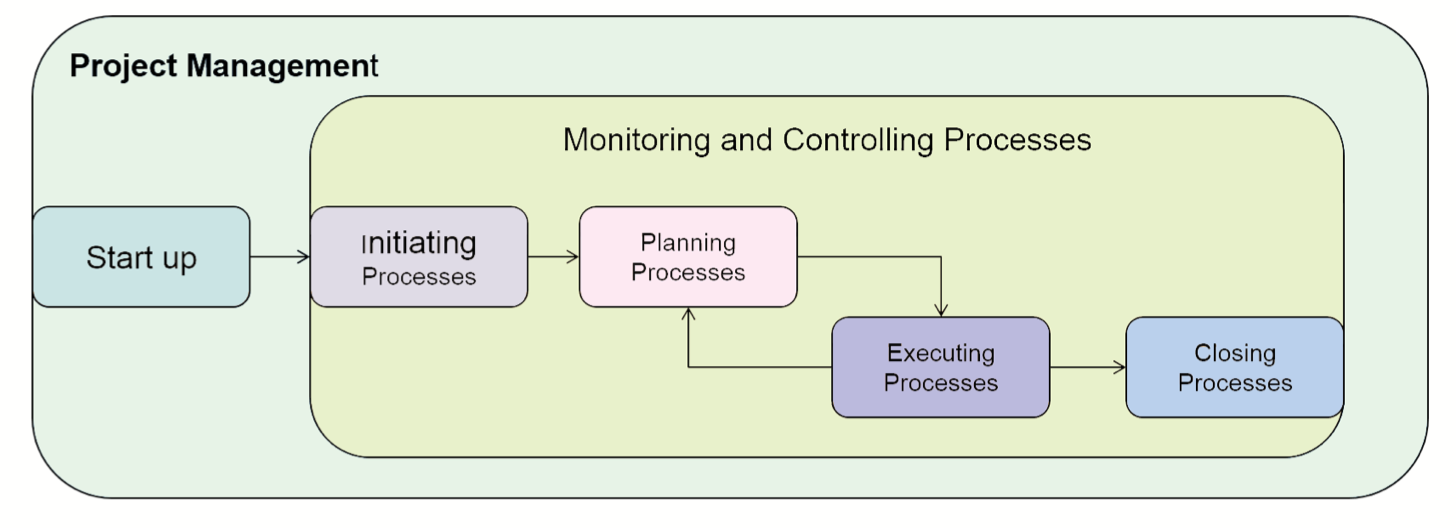 Project Management
Monitoring and Controlling Processes
Start up
Initiating
Processes
Planning
Processes
Executing
Processes
Closing
Processes